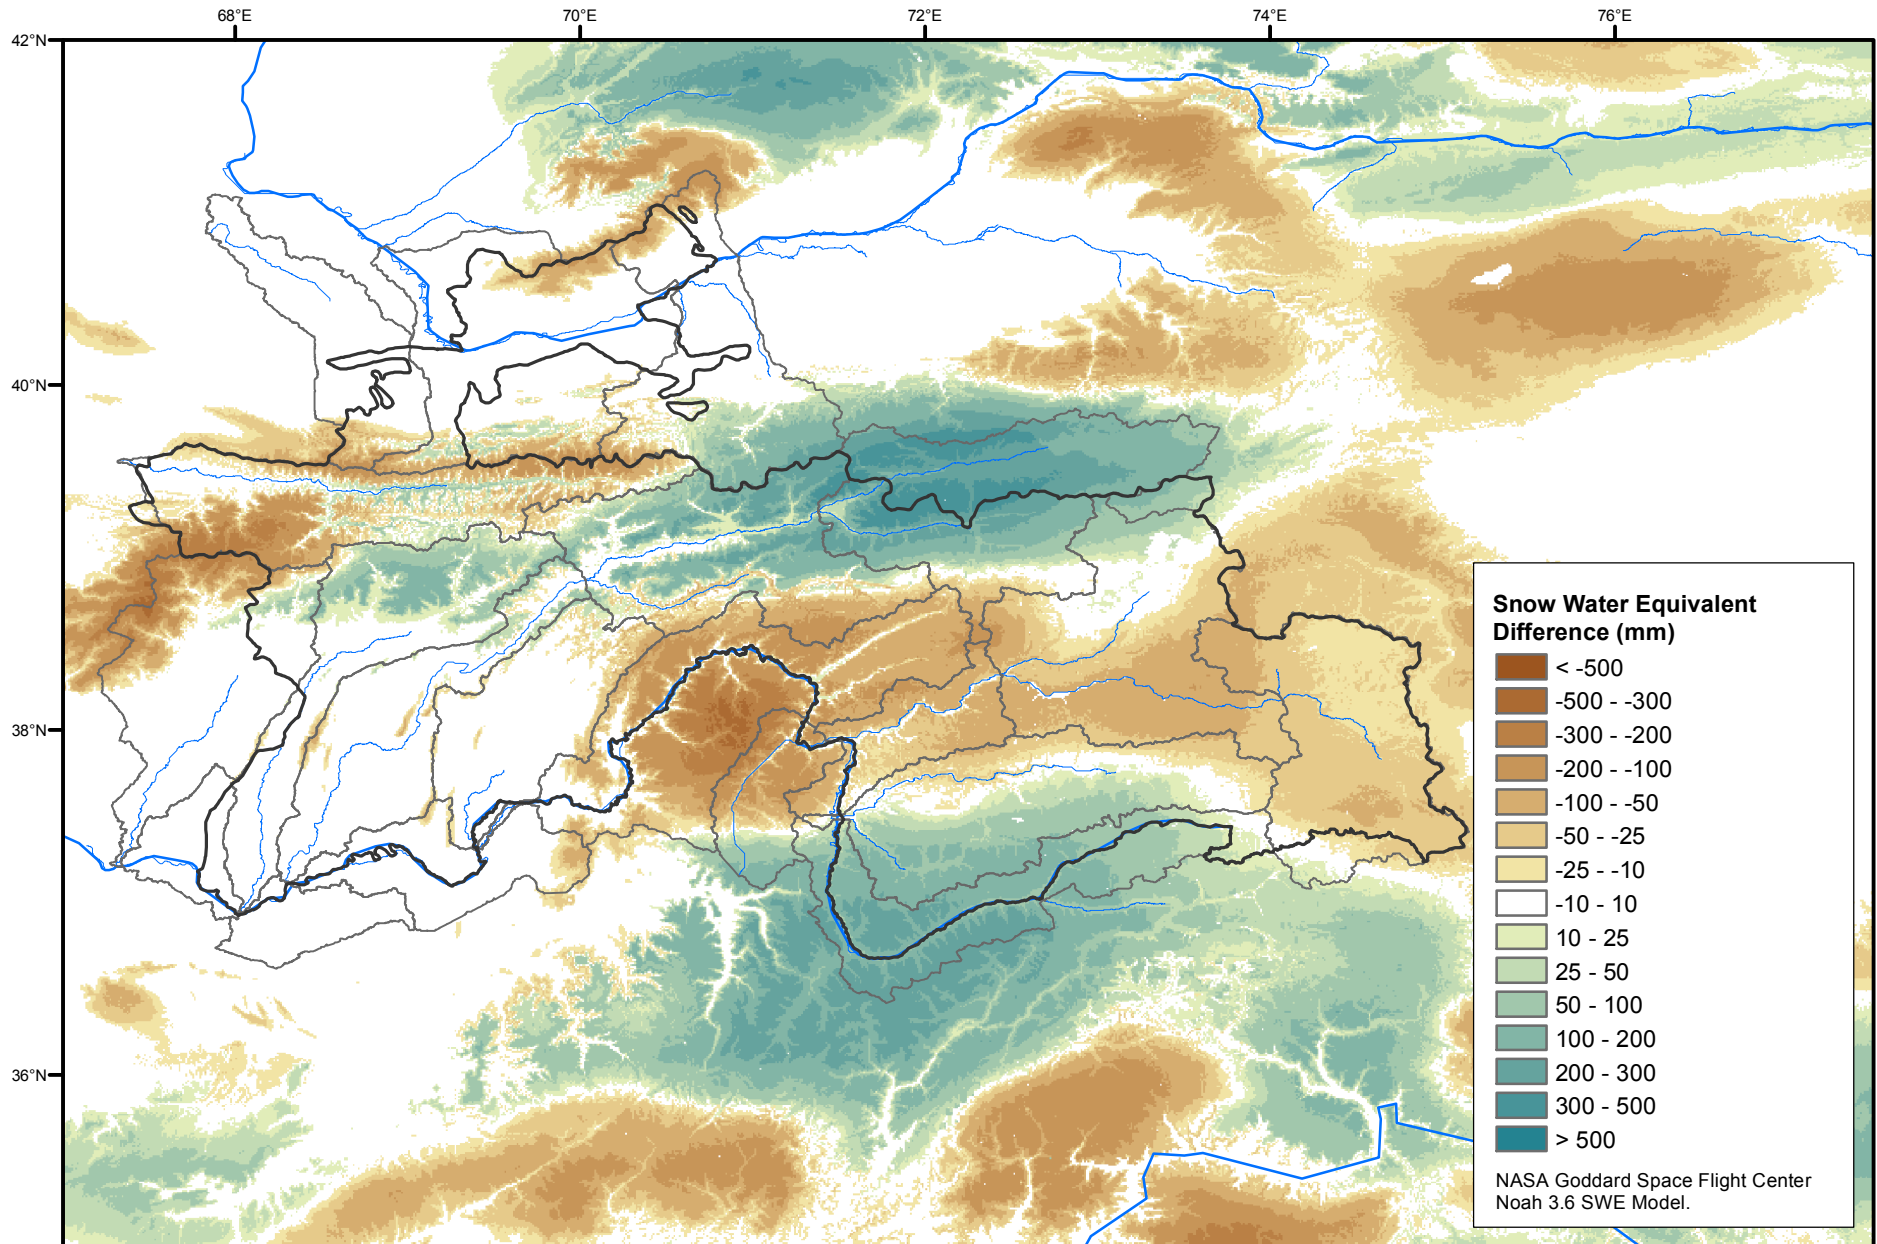 68°E 70°E 72°E 74°E 76°E
42°N
40°N
38°N
36°N
Snow Water Equivalent
Difference (mm)
< -500
-500 - -300
-300 - -200
-200 - -100
-100 - -50
-50 - -25
-25 - -10
-10 - 10
10 - 25
25 - 50
50 - 100
100 - 200
200 - 300
300 - 500
> 500
NASA Goddard Space Flight Center
Noah 3.6 SWE Model.